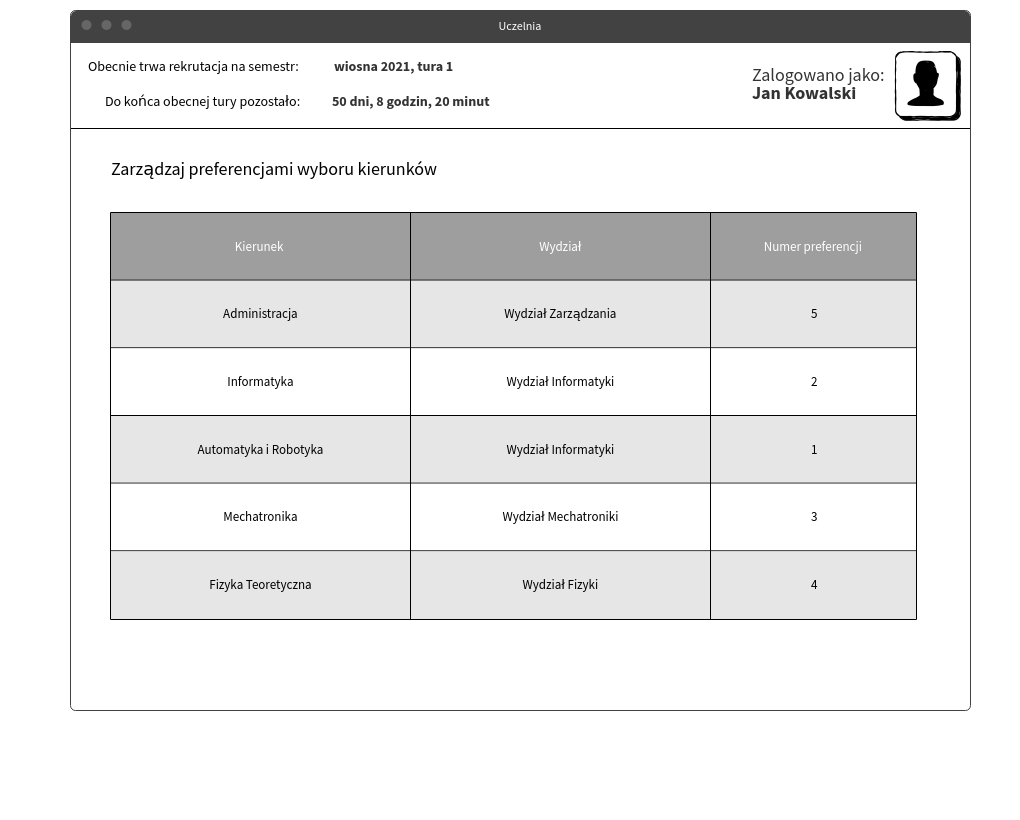 Uczelnia
Obecnie trwa rekrutacja na semestr: wiosna 2021, tura 1
Do końca obecnej tury pozostało: 50 dni, 8 godzin, 20 minut
Zalogowano jako:
Jan Kowalski
Zarządzaj preferencjami wyboru kierunków
Kierunek Wydział Numer preferencji
Administracja Wydział Zarządzania 5
Informatyka Wydział Informatyki 2
Automatyka i Robotyka Wydział Informatyki 1
Mechatronika Wydział Mechatroniki 3
Fizyka Teoretyczna Wydział Fizyki 4